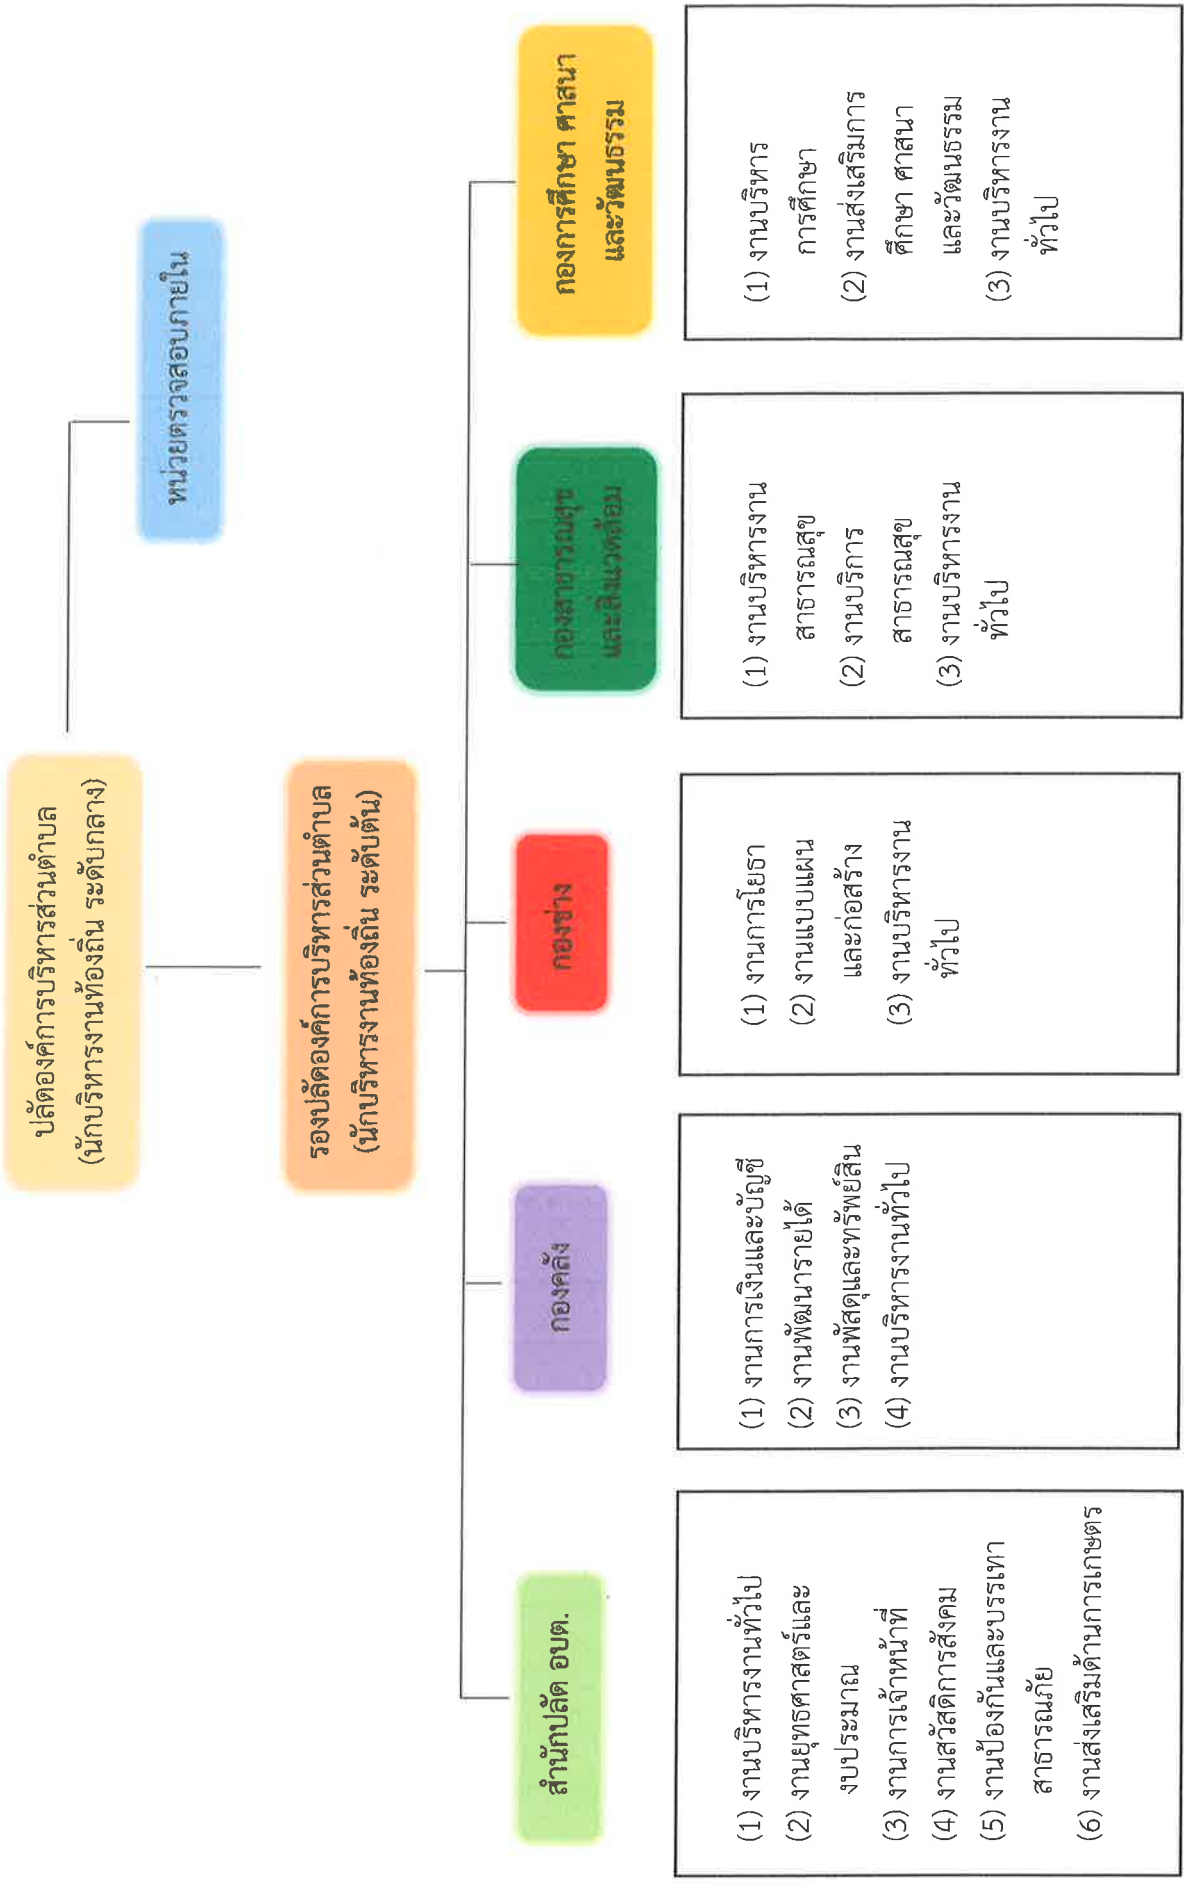 ปลัดองค์การบริหารส่วนตำบล
(นักบริหารงานท้องถิ่น ระดับกลาง)
หน่วยตรวจสอบภายใน
รองปลัดองค์การบริหารส่วนตำบล
(นักบริหารงานท้องถิ่น ระดับต้น)
สำนักปลัด อบต.
กองคลัง
กองช่าง
กองสาธารณสุข
และสิ่งแวดล้อม
กองการศึกษา ศาสนา
และวัฒนธรรม
(1) งานบริหารงานทั่วไป
(2) งานยุทธศาสตร์และ
งบประมาณ
(3) งานการเจ้าหน้าที่
(4) งานสวัสดิการสังคม
(5) งานป้องกันและบรรเทา
สาธารณภัย
(6) งานส่งเสริมด้านการเกษตร
(1) งานการเงินและบัญชี
(2) งานพัฒนารายได้
(3) งานพัสดุและทรัพย์สิน
(4) งานบริหารงานทั่วไป
(1) งานการโยธา
(2) งานแบบแผน
และก่อสร้าง
(3) งานบริหารงาน
ทั่วไป
(1) งานบริหารงาน
สาธารณสุข
(2) งานบริการ
สาธารณสุข
(3) งานบริหารงาน
ทั่วไป
(1) งานบริหาร
การศึกษา
(2) งานส่งเสริมการ
ศึกษา ศาสนา
และวัฒนธรรม
(3) งานบริหารงาน
ทั่วไป